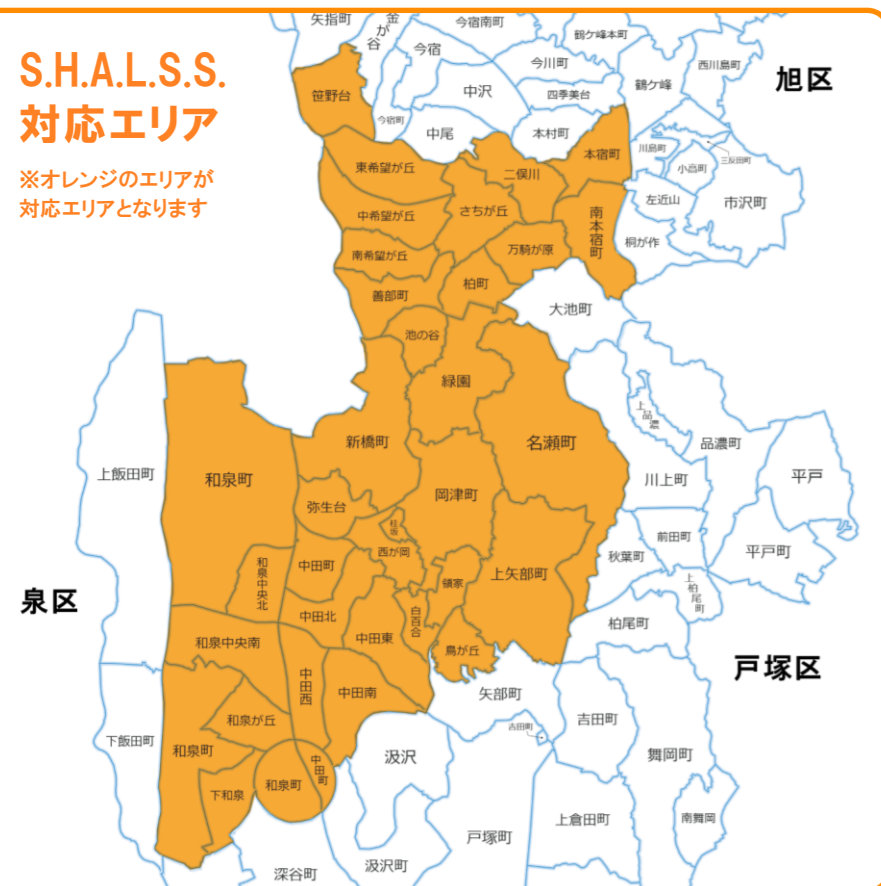 S.H.A.L.S.S.
対応エリア
※オレンジのエリアが
対応エリアとなります
矢指町
金が谷
今宿南町
鶴ケ峰本町
今宿
今川町
鶴ケ峰
西川島町
旭区
笹野台
中沢
四季美台
今宿町
中尾
本村町
本宿町
川島町
三反田町
小高町
東希望が丘
二俣川
左近山
市沢町
中希望が丘
さちが丘
南本宿町
桐が作
南希望が丘
万騎が原
善部町
柏町
大池町
池の谷
緑園
上品濃
新橋町
名瀬町
品濃町
上飯田町
和泉町
岡津町
川上町
平戸
弥生台
桂坂
前田町
西が岡
秋葉町
平戸町
和泉中央北
中田町
領家
上矢部町
上柏尾町
泉区
中田北
白百合
柏尾町
和泉中央南
中田東
鳥が丘
戸塚区
中田西
中田南
矢部町
和泉が丘
吉田町
吉田町
下飯田町
和泉町
汲沢
舞岡町
中田町
和泉町
下和泉
上倉田町
南舞岡
戸塚町
深谷町
汲沢町